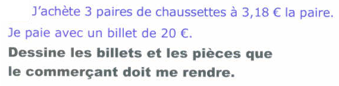 J'achète 3 paires de chaussettes à 3,18 € la paire.
Je paie avec un billet de 20 €.
Dessine les billets et les pièces que
le commerçant doit me rendre.